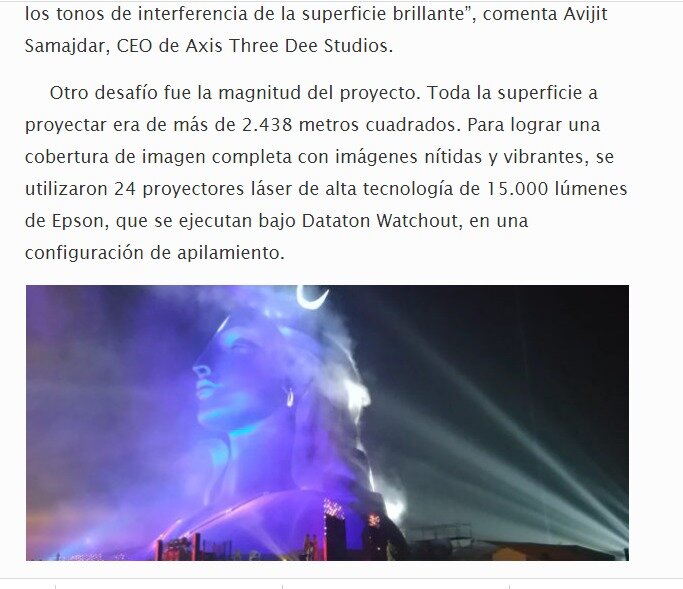 los tonos de interferencia de la superficie brillante”, comenta Avijit
Samajdar, CEO de Axis Three Dee Studios.
Otro desafío fue la magnitud del proyecto. Toda la superficie a
proyectar era de más de 2.438 metros cuadrados. Para lograr una
cobertura de imagen completa con imágenes nítidas y vibrantes, se
utilizaron 24 proyectores láser de alta tecnología de 15.000 lúmenes
de Epson, que se ejecutan bajo Dataton Watchout, en una
configuración de apilamiento.